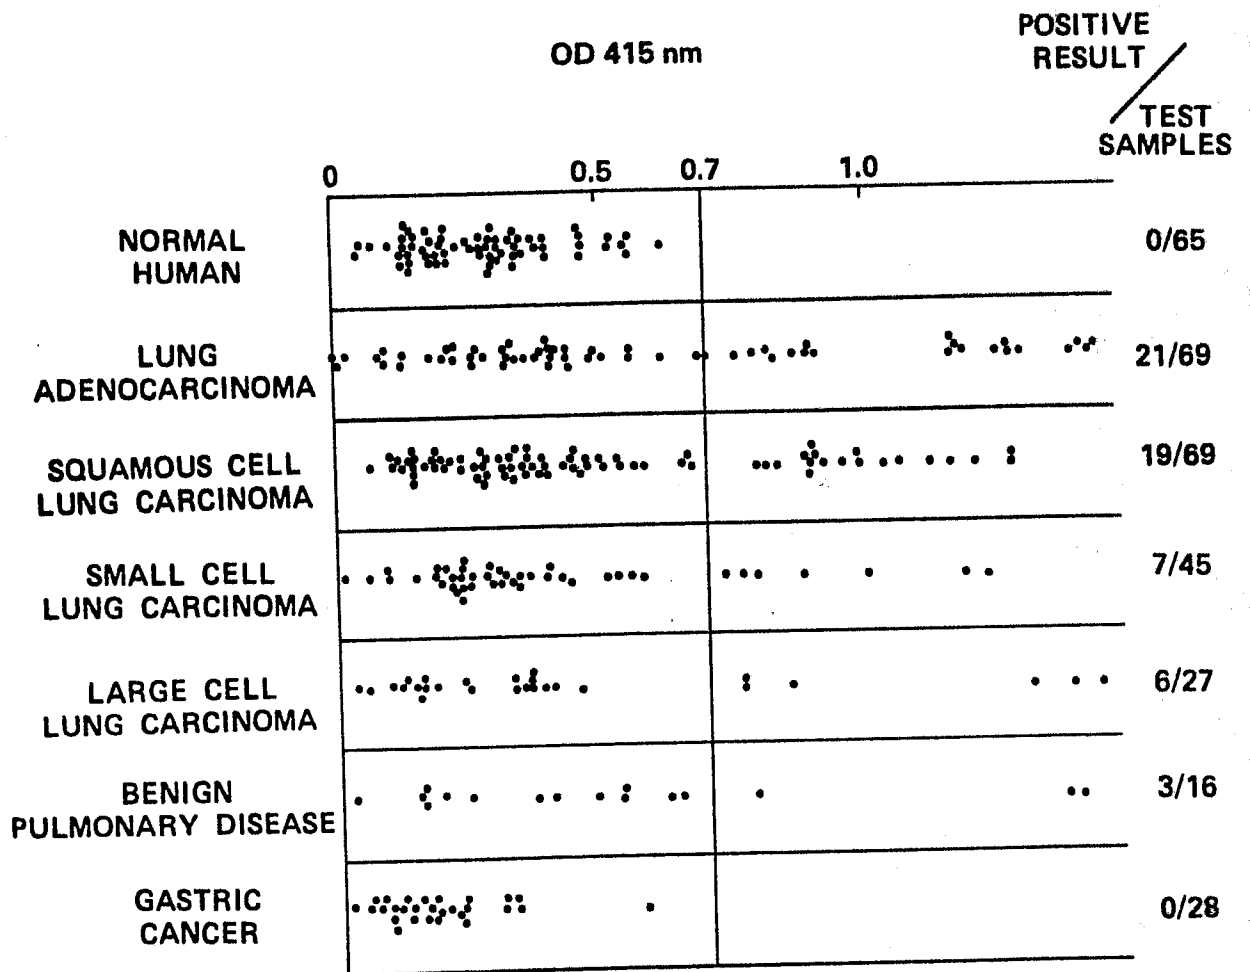 OD 415 nm
POSITIVE
RESULT
TEST
SAMPLES
0 0.5 0.7 1.0
NORMAL
HUMAN
0/65
LUNG
ADENOCARCINOMA
21/69
SQUAMOUS CELL
LUNG CARCINOMA
19/69
SMALL CELL
LUNG CARCINOMA
7/45
LARGE CELL
LUNG CARCINOMA
6/27
BENIGN
PULMONARY DISEASE
3/16
GASTRIC
CANCER
0/28